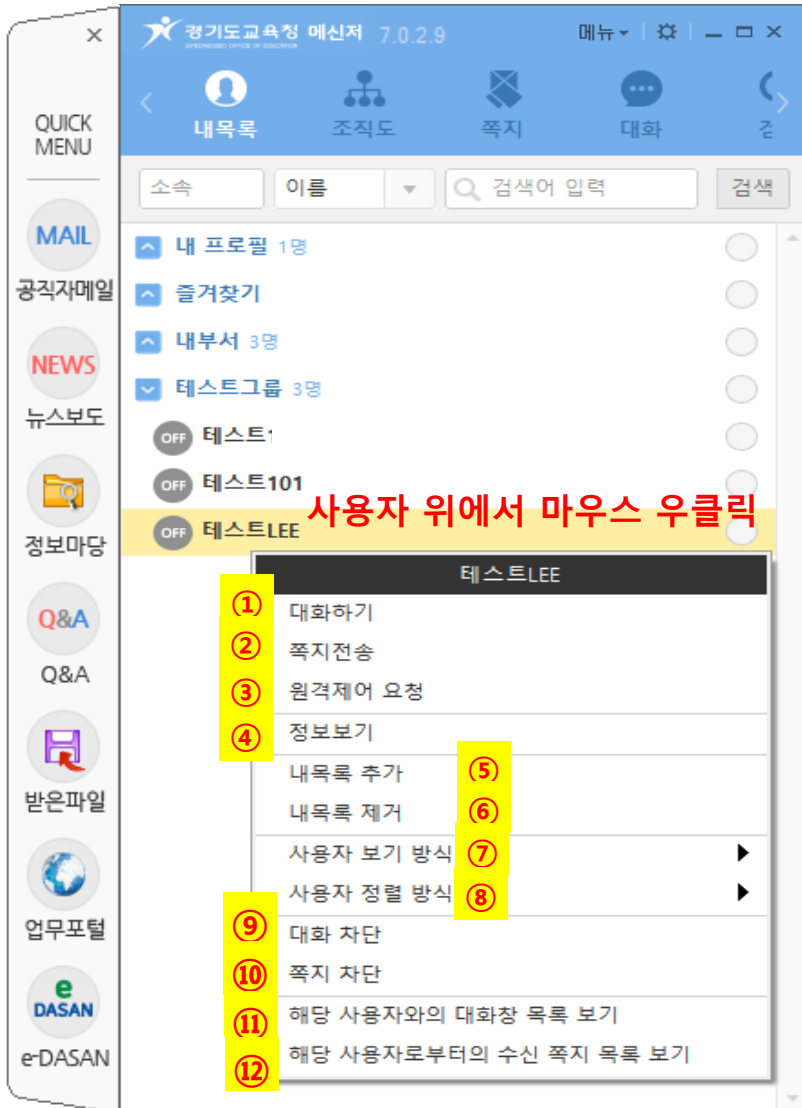 QUICK
MENU
MAIL
공직자메일
NEWS
뉴스보도
정보마당
Q&A
Q&A
받은파일
업무포털
e
DASAN
e-DASAN
경기도교육청 메신저 7.0.2.9
메뉴
내목록 조직도 쪽지 대화
소속 이름 검색어 입력 검색
내 프로필 1명
즐겨찾기
내부서 3명
테스트그룹 3명
OFF 테스트1
OFF 테스트101
사용자 위에서 마우스 우클릭
OFF 테스트LEE
테스트LEE
① 대화하기
② 쪽지전송
③ 원격제어 요청
④ 정보보기
내목록 추가 ⑤
내목록 제거 ⑥
사용자 보기 방식 ⑦
사용자 정렬 방식 ⑧
⑨ 대화 차단
⑩ 쪽지 차단
⑪ 해당 사용자와의 대화창 목록 보기
⑫ 해당 사용자로부터의 수신 쪽지 목록 보기